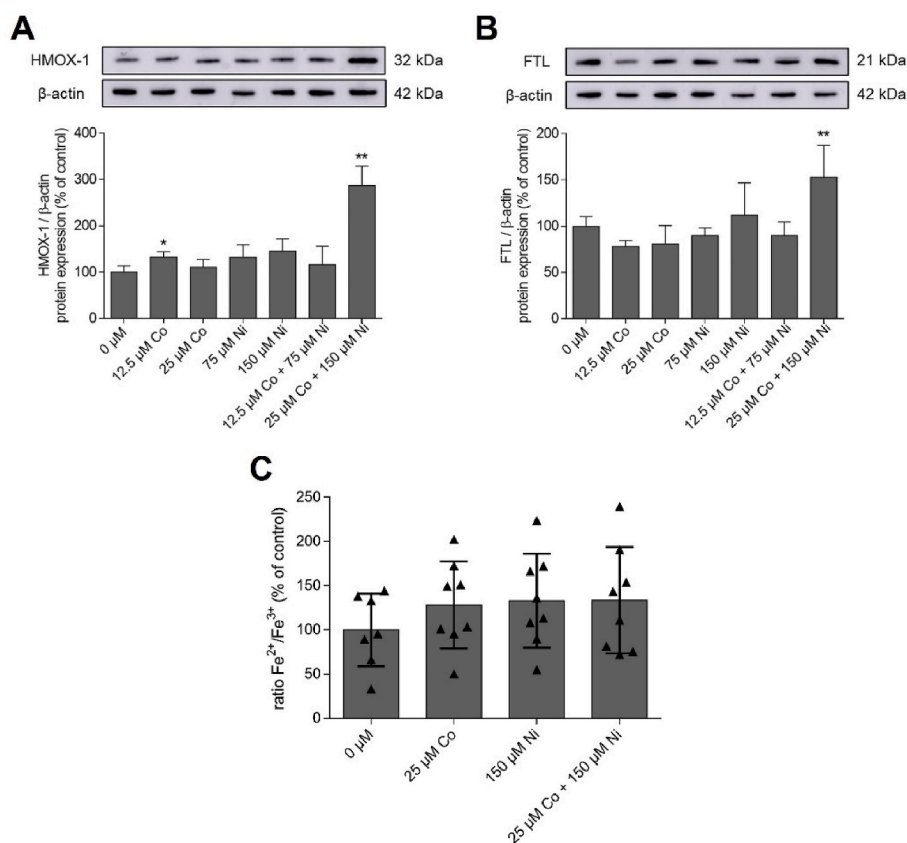 A
HMOX-1
32 kDa
β-actin
42 kDa
HMOX-1 / β-actin
protein expression (% of control)
400
300
200
100
0
*
**
0 µM
12.5 µM Co
25 µM Co
75 µM Ni
150 µM Ni
12.5 µM Co + 75 µM Ni
25 µM Co + 150 µM Ni
B
FTL
21 kDa
β-actin
42 kDa
FTL / β-actin
protein expression (% of control)
200
150
100
50
0
**
0 µM
12.5 µM Co
25 µM Co
75 µM Ni
150 µM Ni
12.5 µM Co + 75 µM Ni
25 µM Co + 150 µM Ni
C
ratio Fe²⁺/Fe³⁺ (% of control)
250
200
150
100
50
0
0 µM
25 µM Co
150 µM Ni
25 µM Co + 150 µM Ni